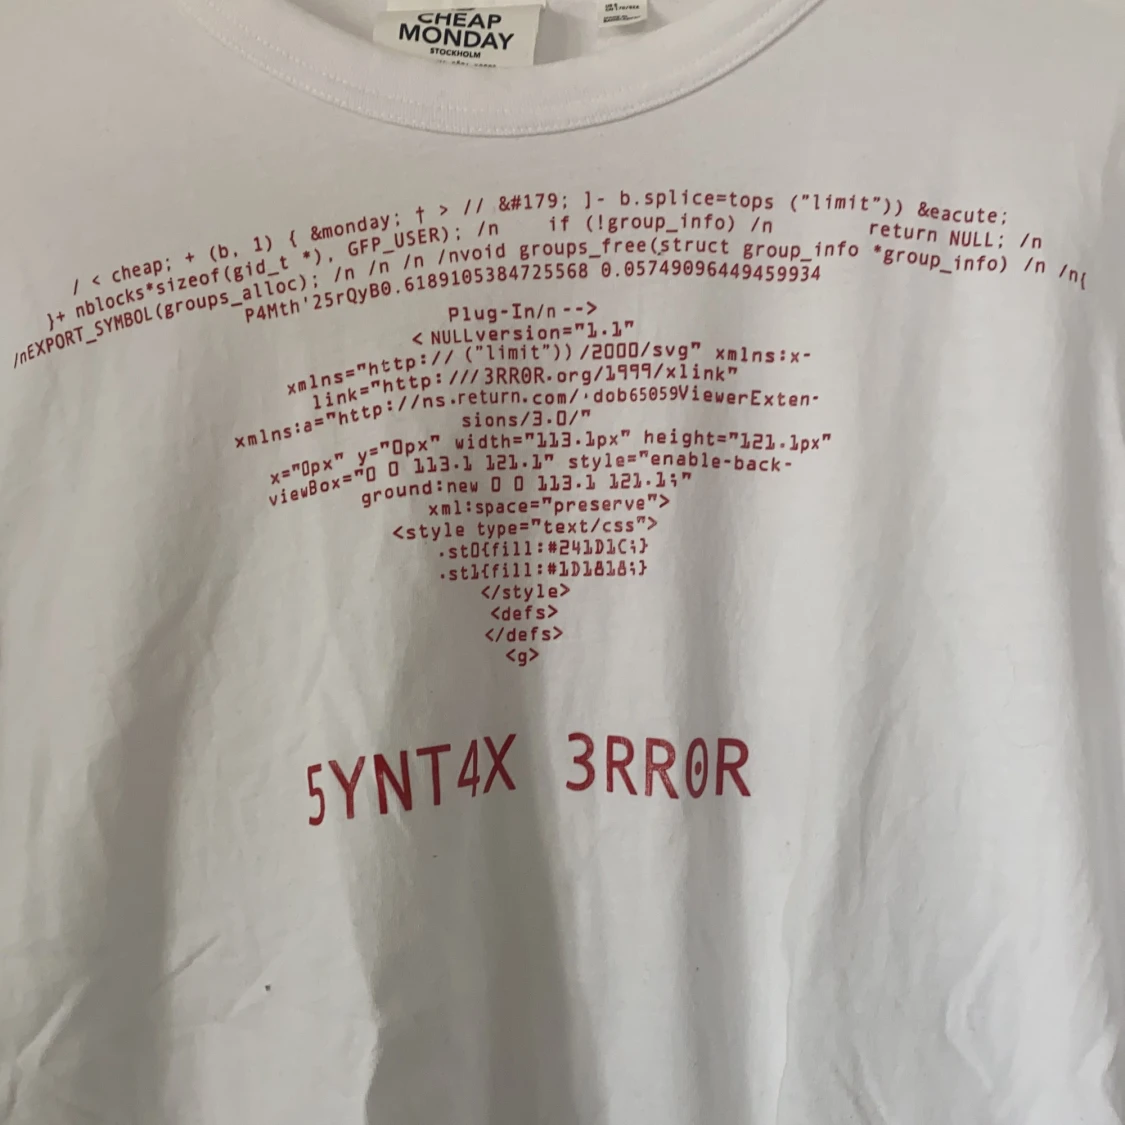 CHEAP
MONDAY
STOCKHOLM
/ < cheap; + (b, 1) { &monday; † > // &#179; ]- b.splice=tops ("limit")) &eacute;
}+ nblocks*sizeof(gid_t *), GFP_USER); /n if (!group_info) /n return NULL; /n
/nEXPORT_SYMBOL(groups_alloc); /n /n /n /nvoid groups_free(struct group_info *group_info) /n /n{
P4Mth'25rQyB0.6189105384725568 0.05749096449459934
Plug-In/n -->
< NULLversion="1.1"
xmlns="http:// ("limit"))/2000/svg" xmlns:x-
link="http:///3RR0R.org/1999/xlink"
xmlns:a="http://ns.return.com/·dob65059ViewerExten-
sions/3.0/"
x="0px" y="0px" width="113.1px" height="121.1px"
viewBox="0 0 113.1 121.1" style="enable-back-
ground:new 0 0 113.1 121.1;"
xml:space="preserve">
<style type="text/css">
.st0{fill:#241D1C;}
.st1{fill:#1D1818;}
</style>
<defs>
</defs>
<g>
5YNT4X 3RR0R